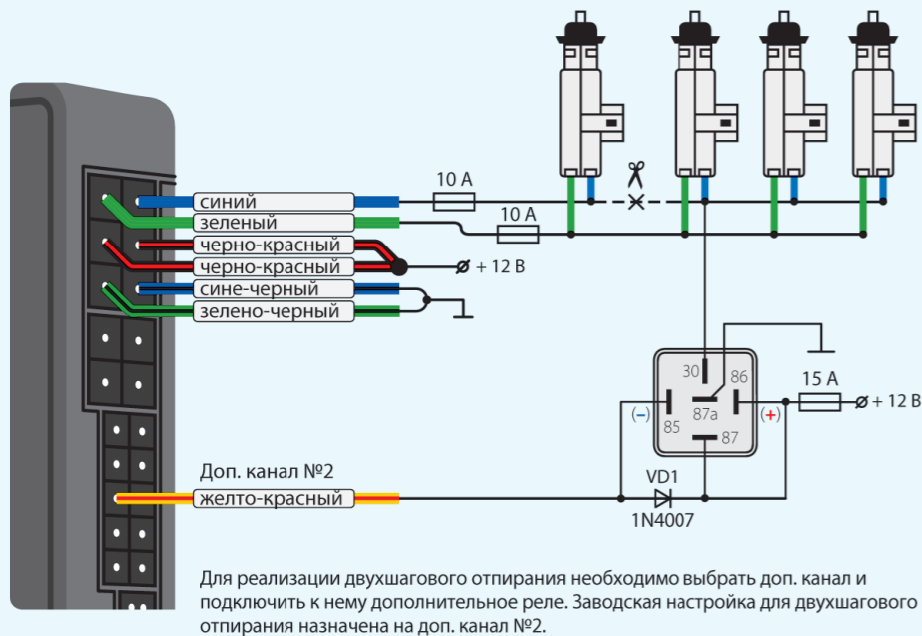 10 А
синий
зеленый
10 А
черно-красный
черно-красный
+ 12 В
сине-черный
зелено-черный
30
86
15 А
87а
(–)
85
87
(+)
+ 12 В
Доп. канал №2
желто-красный
VD1
1N4007
Для реализации двухшагового отпирания необходимо выбрать доп. канал и
подключить к нему дополнительное реле. Заводская настройка для двухшагового
отпирания назначена на доп. канал №2.